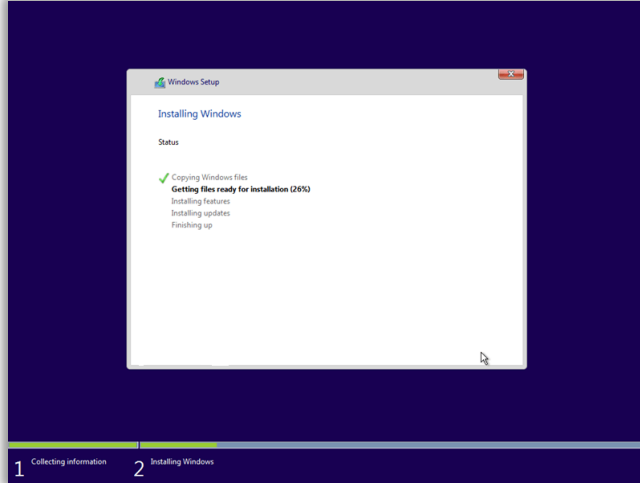 Windows Setup
Installing Windows
Status
Copying Windows files
Getting files ready for installation (26%)
Installing features
Installing updates
Finishing up
1 Collecting information
2 Installing Windows